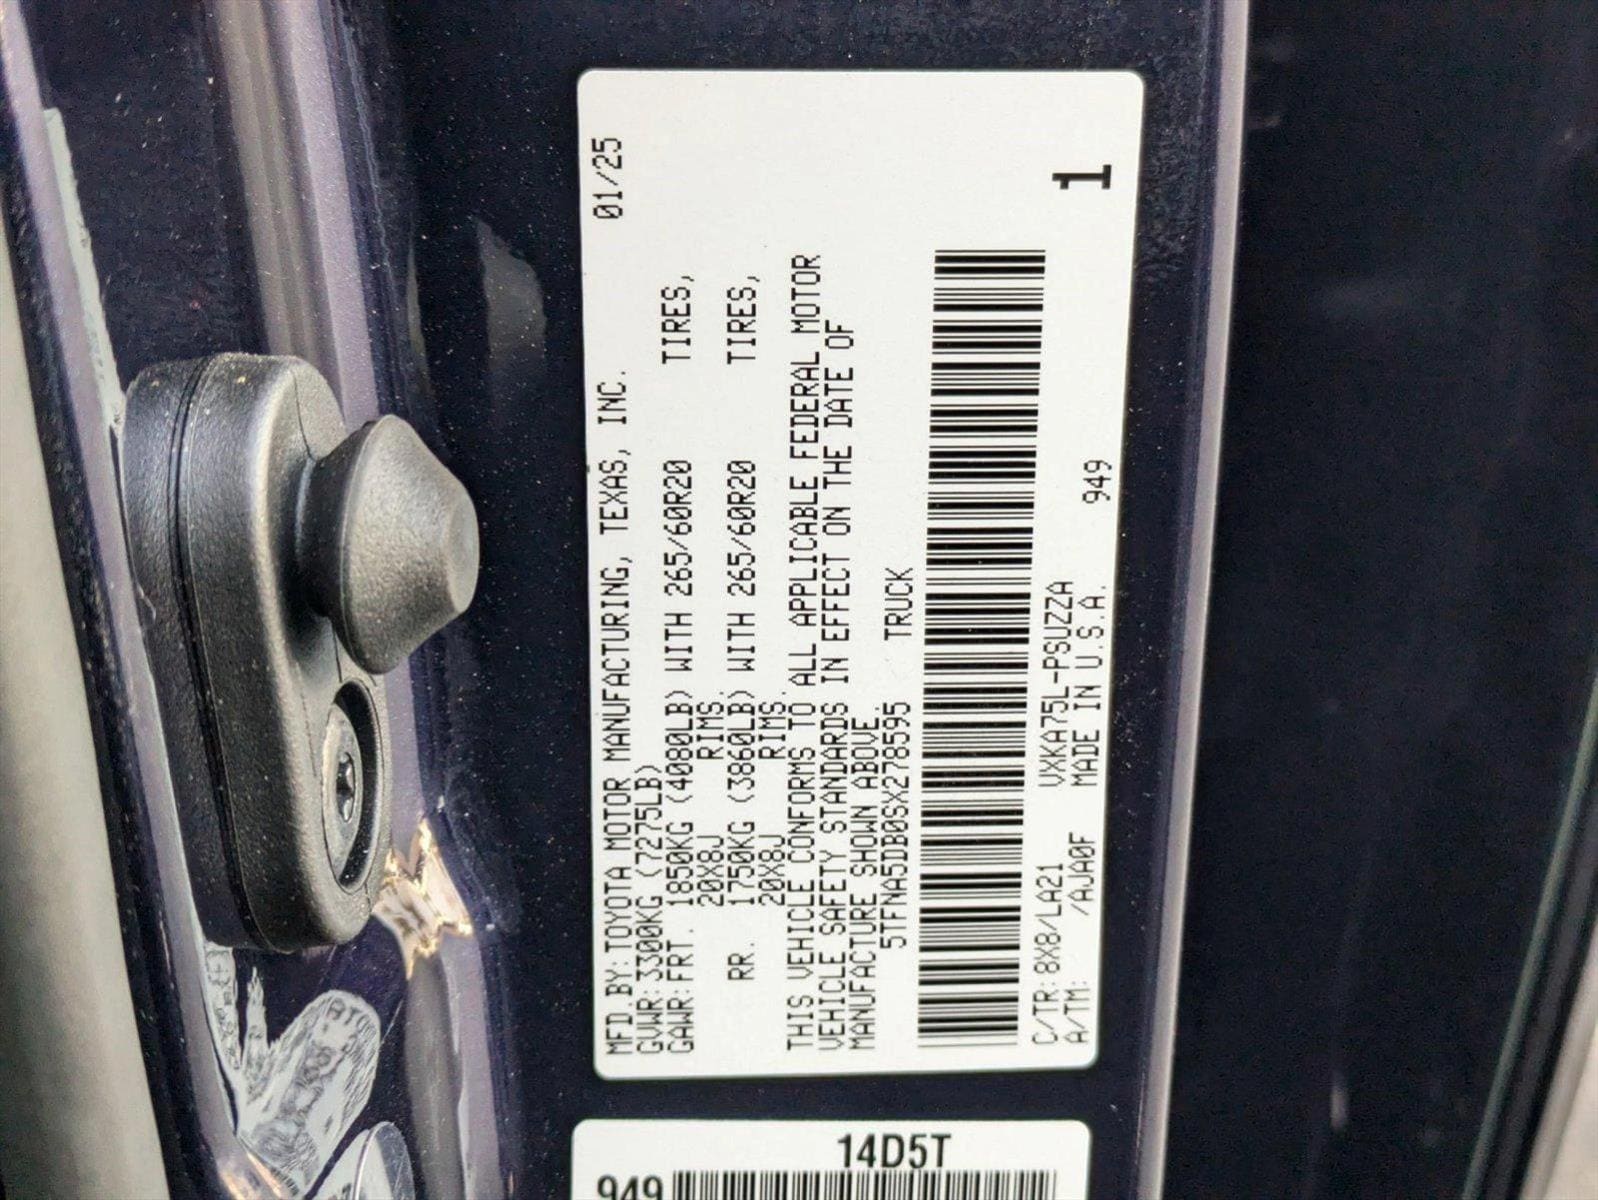 MFD.BY:TOYOTA MOTOR MANUFACTURING, TEXAS, INC. 01/25
GVWR:3300KG (7275LB)
GAWR:FRT. 1850KG (4080LB) WITH 265/60R20 TIRES,
20X8J RIMS.
RR. 1750KG (3860LB) WITH 265/60R20 TIRES,
20X8J RIMS.
THIS VEHICLE CONFORMS TO ALL APPLICABLE FEDERAL MOTOR
VEHICLE SAFETY STANDARDS IN EFFECT ON THE DATE OF
MANUFACTURE SHOWN ABOVE.
5TFNA5DB0SX278595 TRUCK
1
C/TR:8X8/LA21 VXKA75L-PSUZZA
A/TM: /AJA0F MADE IN U.S.A. 949
14D5T
949